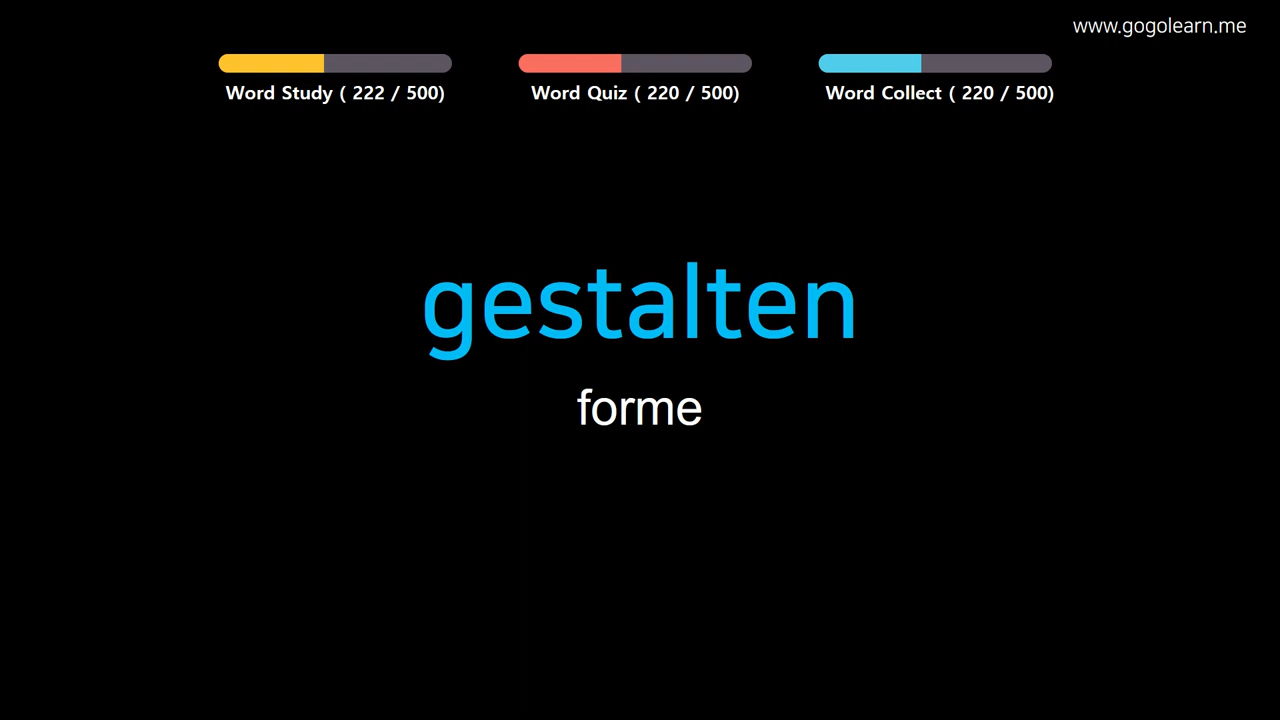 www.gogolearn.me
Word Study ( 222 / 500)
Word Quiz ( 220 / 500)
Word Collect ( 220 / 500)
gestalten
forme